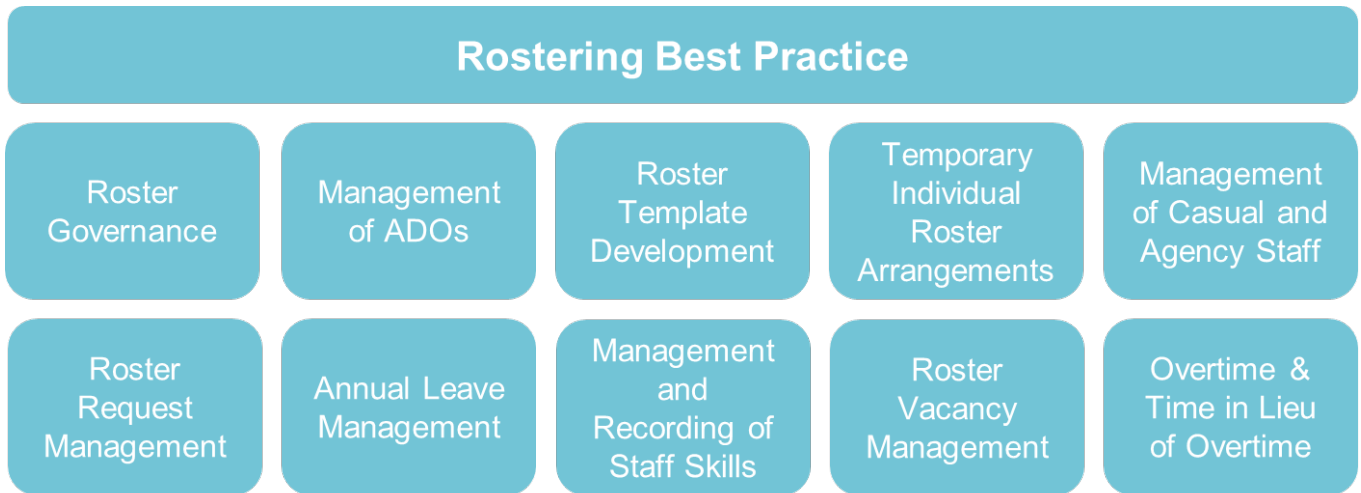 Rostering Best Practice
Roster
Governance
Management
of ADOs
Roster
Template
Development
Temporary
Individual
Roster
Arrangements
Management
of Casual and
Agency Staff
Roster
Request
Management
Annual Leave
Management
Management
and
Recording of
Staff Skills
Roster
Vacancy
Management
Overtime &
Time in Lieu
of Overtime